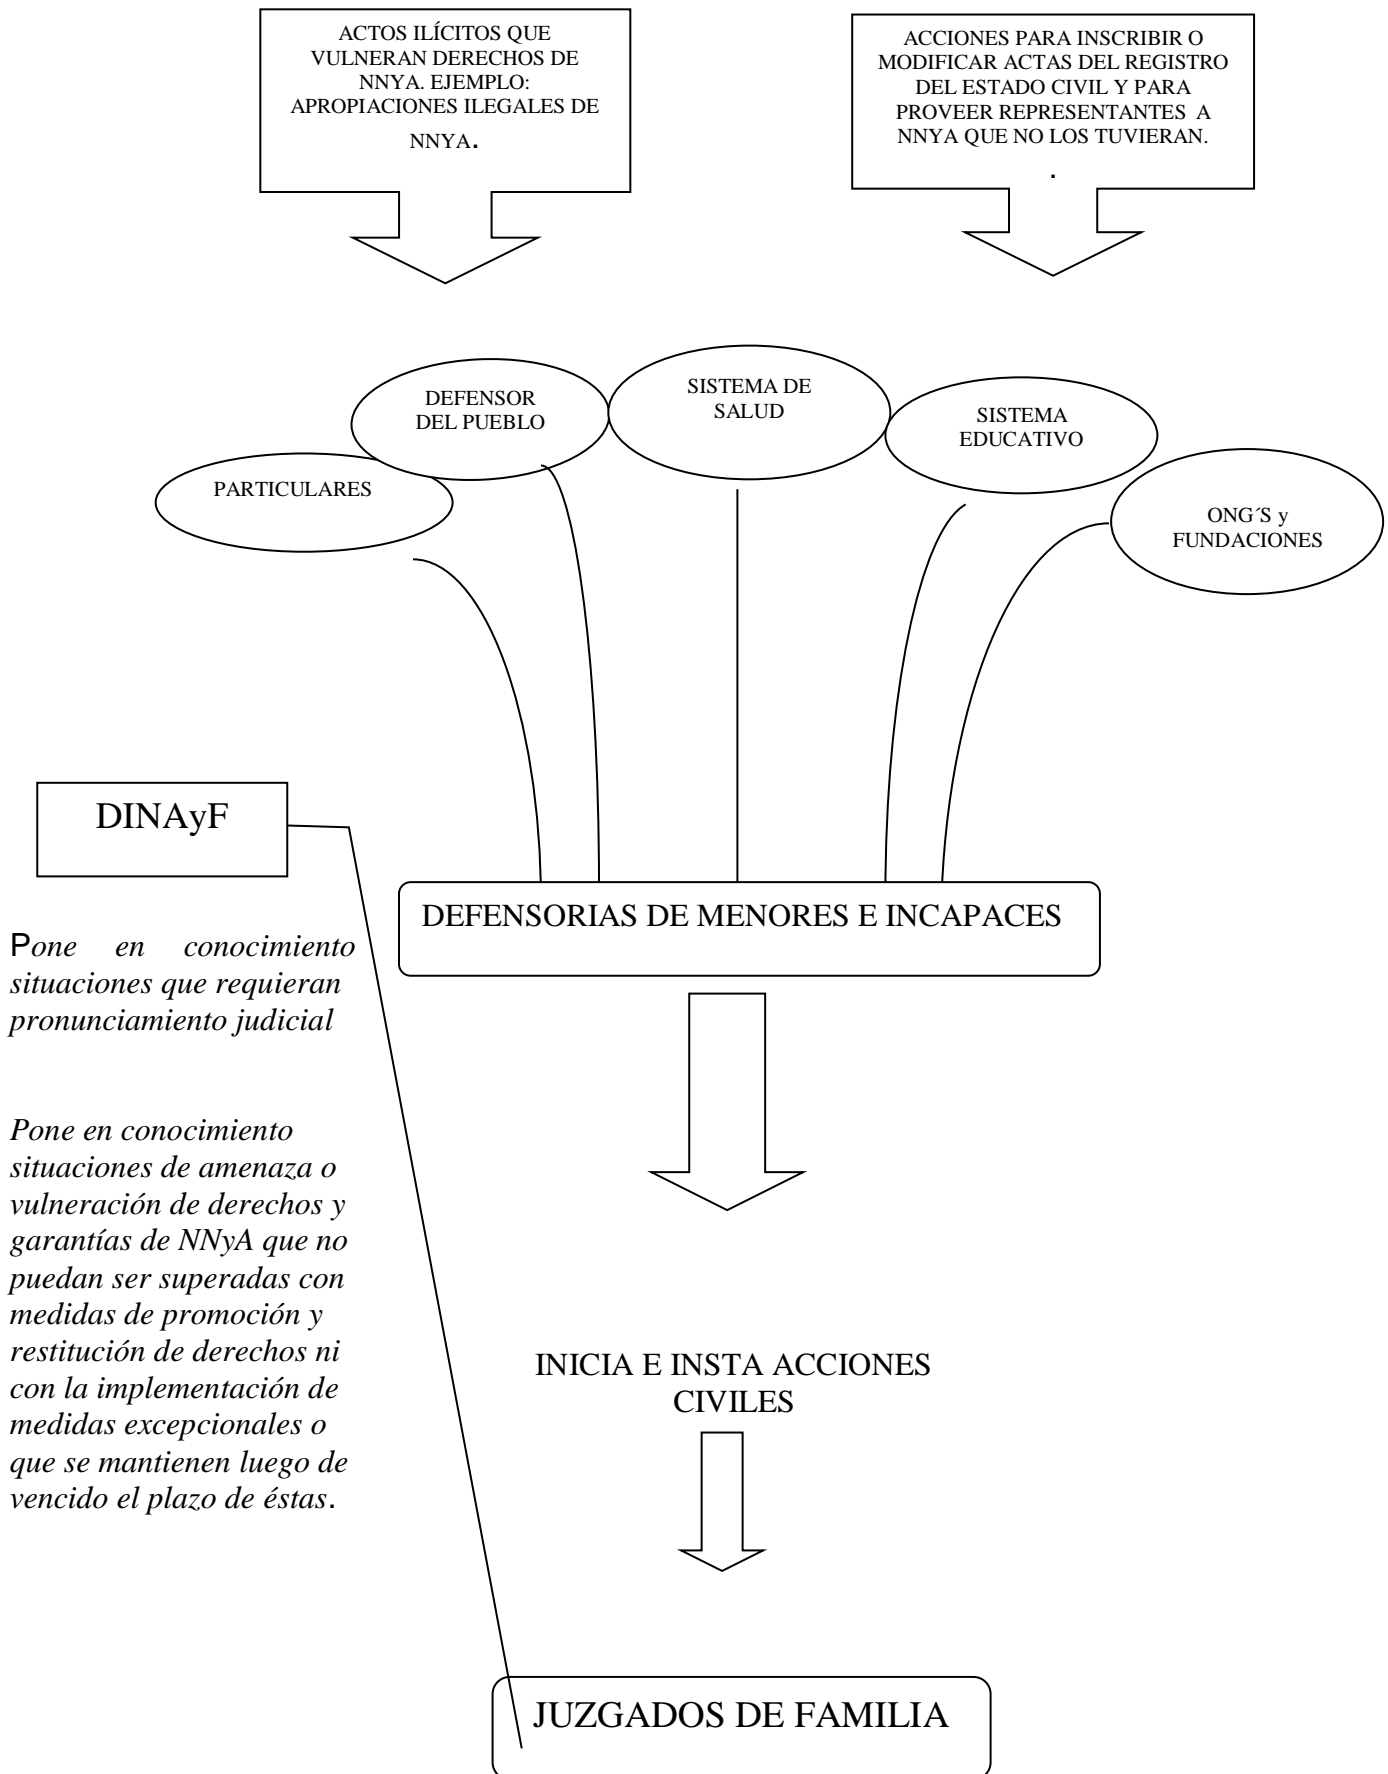 ACTOS ILÍCITOS QUE
VULNERAN DERECHOS DE
NNYA. EJEMPLO:
APROPIACIONES ILEGALES DE
NNYA.
ACCIONES PARA INSCRIBIR O
MODIFICAR ACTAS DEL REGISTRO
DEL ESTADO CIVIL Y PARA
PROVEER REPRESENTANTES A
NNYA QUE NO LOS TUVIERAN.
.
PARTICULARES
DEFENSOR
DEL PUEBLO
SISTEMA DE
SALUD
SISTEMA
EDUCATIVO
ONG´S y
FUNDACIONES
DINAyF
DEFENSORIAS DE MENORES E INCAPACES
Pone en conocimiento
situaciones que requieran
pronunciamiento judicial
Pone en conocimiento
situaciones de amenaza o
vulneración de derechos y
garantías de NNyA que no
puedan ser superadas con
medidas de promoción y
restitución de derechos ni
con la implementación de
medidas excepcionales o
que se mantienen luego de
vencido el plazo de éstas.
INICIA E INSTA ACCIONES
CIVILES
JUZGADOS DE FAMILIA